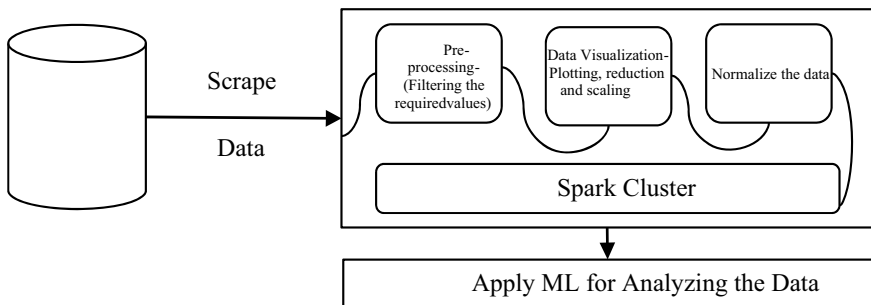 Scrape
Data
Pre-
processing-
(Filtering the
requiredvalues)
Data Visualization-
Plotting, reduction
and scaling
Normalize the data
Spark Cluster
Apply ML for Analyzing the Data